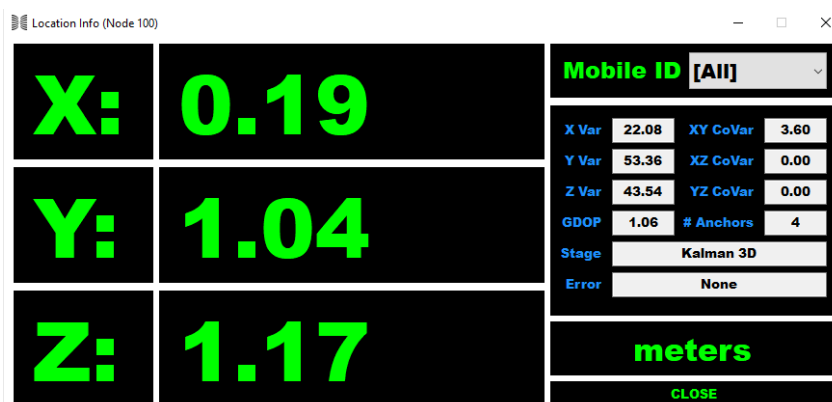 Location Info (Node 100)
X: 0.19
Y: 1.04
Z: 1.17
Mobile ID [All]
X Var 22.08 XY CoVar 3.60
Y Var 53.36 XZ CoVar 0.00
Z Var 43.54 YZ CoVar 0.00
GDOP 1.06 # Anchors 4
Stage Kalman 3D
Error None
meters
CLOSE